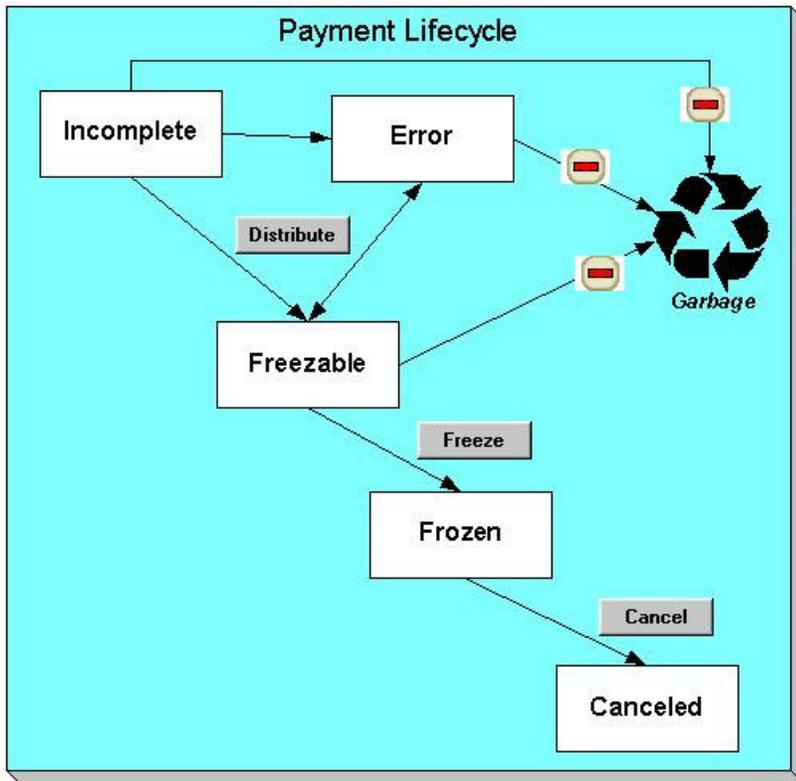 Payment Lifecycle
Incomplete
Error
Distribute
Garbage
Freezable
Freeze
Frozen
Cancel
Canceled